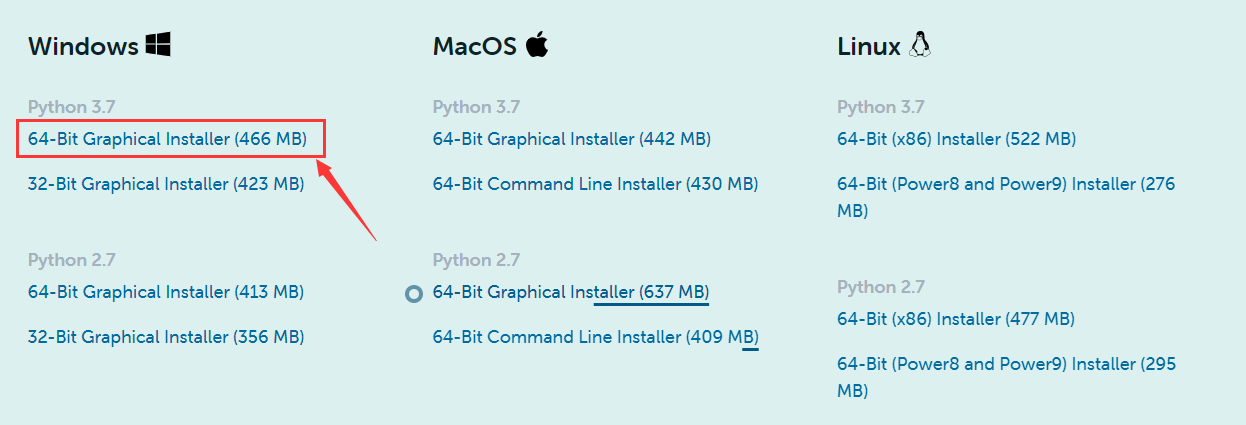 Windows
Python 3.7
64-Bit Graphical Installer (466 MB)
32-Bit Graphical Installer (423 MB)
Python 2.7
64-Bit Graphical Installer (413 MB)
32-Bit Graphical Installer (356 MB)
MacOS
Python 3.7
64-Bit Graphical Installer (442 MB)
64-Bit Command Line Installer (430 MB)
Python 2.7
64-Bit Graphical Installer (637 MB)
64-Bit Command Line Installer (409 MB)
Linux
Python 3.7
64-Bit (x86) Installer (522 MB)
64-Bit (Power8 and Power9) Installer (276
MB)
Python 2.7
64-Bit (x86) Installer (477 MB)
64-Bit (Power8 and Power9) Installer (295
MB)